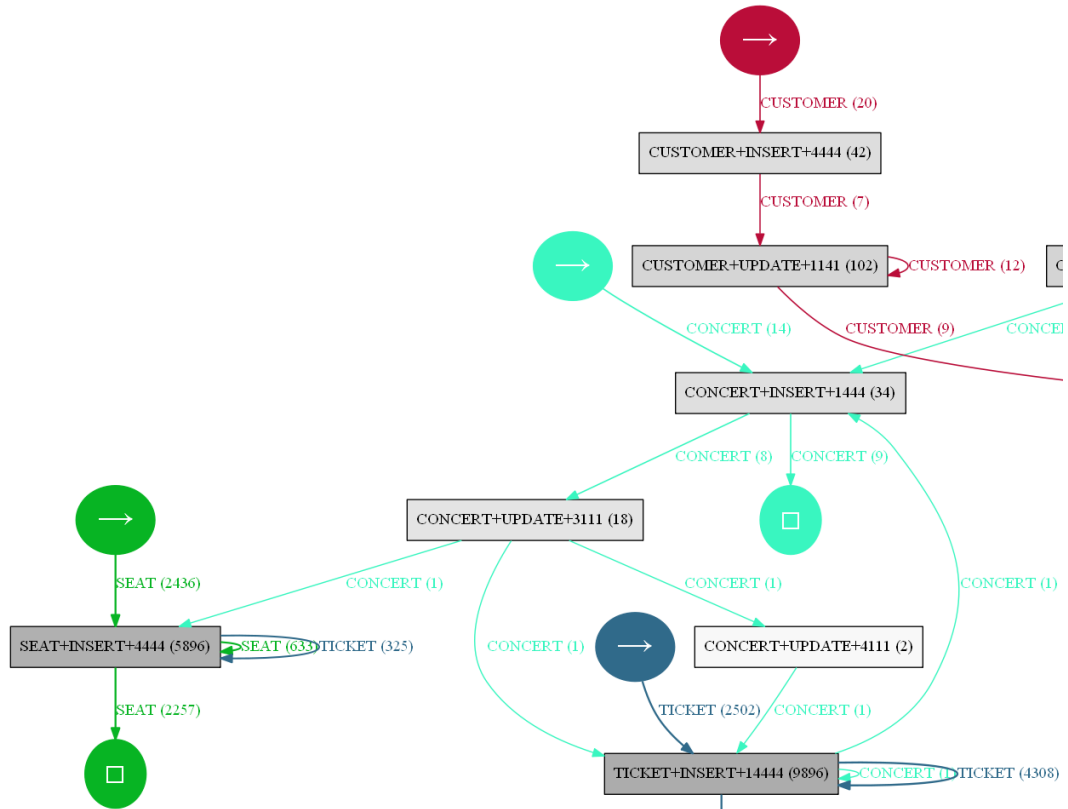 CUSTOMER (20)
CUSTOMER+INSERT+4444 (42)
CUSTOMER (7)
CUSTOMER+UPDATE+1141 (102)
CUSTOMER (12)
CONCERT (14)
CUSTOMER (9)
CONCERT+INSERT+1444 (34)
CONCERT (8)
CONCERT (9)
CONCERT+UPDATE+3111 (18)
SEAT (2436)
CONCERT (1)
CONCERT (1)
CONCERT (1)
SEAT+INSERT+4444 (5896)
SEAT (633)
TICKET (325)
CONCERT (1)
CONCERT+UPDATE+4111 (2)
SEAT (2257)
TICKET (2502)
CONCERT (1)
TICKET+INSERT+14444 (9896)
TICKET (4308)